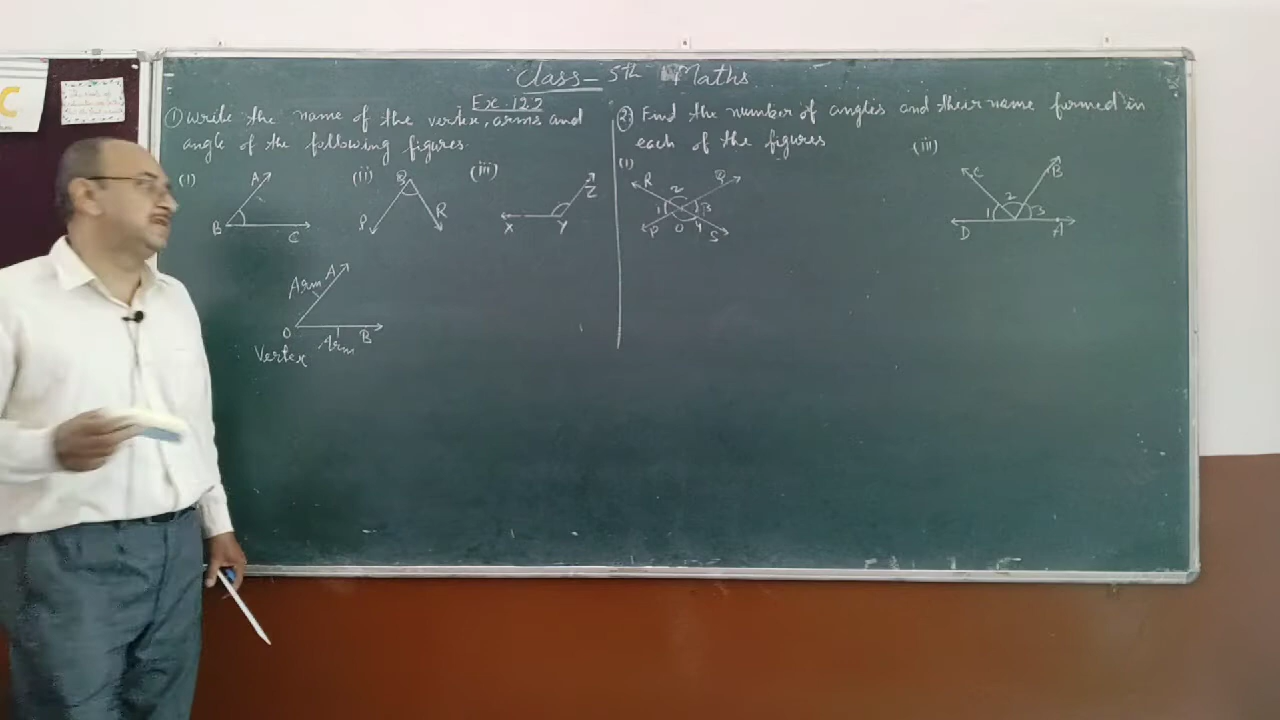 Class - 5th Maths
Ex. 12.2
① Write the name of the vertex, arms and
angle of the following figures.
(i) A B C
(ii) Q P R
(iii) X Y Z
Arm A
O Arm B
Vertex
② Find the number of angles and their name formed in
each of the figures
(i) R 2 Q
1 3
P O 4 S
(iii)
C B
1 2 3
D A
C